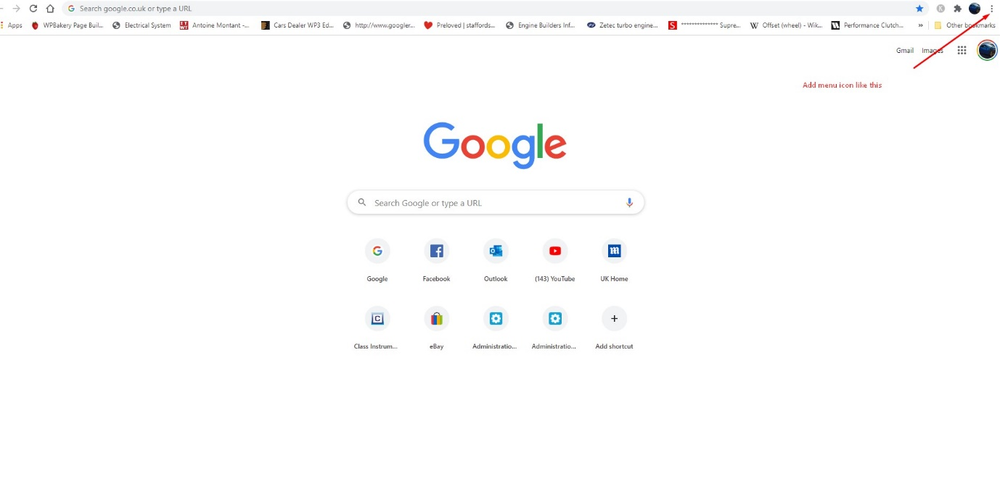 Search google.co.uk or type a URL
Apps WPBakery Page Buil... Electrical System Antoine Montant -... Cars Dealer WP3 Ed... http://www.googler... Preloved | staffords... Engine Builders Inf... Zetec turbo engine... ************** Supre... Offset (wheel) - Wik... Performance Clutch... » Other bookmarks
Gmail Images
Add menu icon like this
Google
Search Google or type a URL
Google Facebook Outlook (143) YouTube UK Home
Class Instrum... eBay Administratio... Administratio... Add shortcut